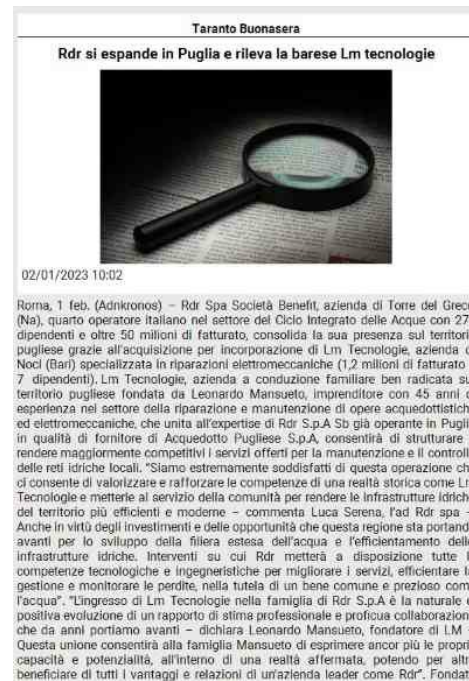 Taranto Buonasera
Rdr si espande in Puglia e rileva la barese Lm tecnologie
02/01/2023 10:02
Roma, 1 feb. (Adnkronos) – Rdr Spa Società Benefit, azienda di Torre del Greco
(Na), quarto operatore italiano nel settore del Ciclo Integrato delle Acque con
dipendenti e oltre 50 milioni di fatturato, consolida la sua presenza sul
pugliese grazie all'acquisizione per incorporazione di Lm Tecnologie, azienda
Noci (Bari) specializzata in riparazioni elettromeccaniche (1,2 milioni di fatturato
7 dipendenti). Lm Tecnologie, azienda a conduzione familiare ben radicata
territorio pugliese fondata da Leonardo Mansueto, imprenditore con 45 anni
esperienza nel settore della riparazione e manutenzione di opere acquedottistich
ed elettromeccaniche, che unita all'expertise di Rdr S.p.A Sb già operante in Puglia
in qualità di fornitore di Acquedotto Pugliese S.p.A, consentirà di strutturare
rendere maggiormente competitivi i servizi offerti per la manutenzione e il controll
delle reti idriche locali. "Siamo estremamente soddisfatti di questa operazione ch
ci consente di valorizzare e rafforzare le competenze di una realtà storica come Lm
Tecnologie e metterle al servizio della comunità per rendere le infrastrutture idrich
del territorio più efficienti e moderne – commenta Luca Serena, l'ad Rdr spa –
Anche in virtù degli investimenti e delle opportunità che questa regione sta portand
avanti per lo sviluppo della filiera estesa dell'acqua e l'efficientamento delle
infrastrutture idriche. Interventi su cui Rdr metterà a disposizione tutte
competenze tecnologiche e ingegneristiche per migliorare i servizi, efficientare la
gestione e monitorare le perdite, nella tutela di un bene comune e prezioso com
l'acqua". "L'ingresso di Lm Tecnologie nella famiglia di Rdr S.p.A è la naturale
positiva evoluzione di un rapporto di stima professionale e proficua collaborazion
che da anni portiamo avanti – dichiara Leonardo Mansueto, fondatore di LM –
Questa unione consentirà alla famiglia Mansueto di esprimere ancor più le propri
capacità e potenzialità, all'interno di una realtà affermata, potendo per altr
beneficiare di tutti i vantaggi e relazioni di un'azienda leader come Rdr". Fondam